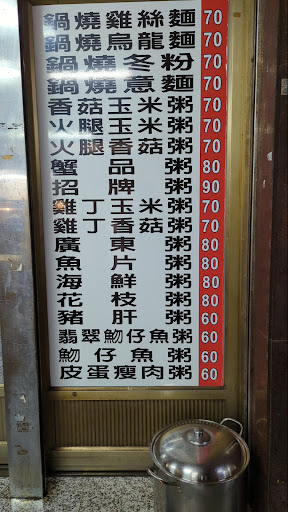 鍋燒雞絲麵 70
鍋燒烏龍麵 70
鍋燒冬粉 70
鍋燒意麵 70
香菇玉米粥 70
火腿玉米粥 70
火腿香菇粥 70
蟹品粥 80
招牌粥 90
雞丁玉米粥 70
雞丁香菇粥 70
廣東粥 80
魚片粥 80
海鮮粥 80
花枝粥 80
豬肝粥 60
翡翠魩仔魚粥 60
魩仔魚粥 60
皮蛋瘦肉粥 60